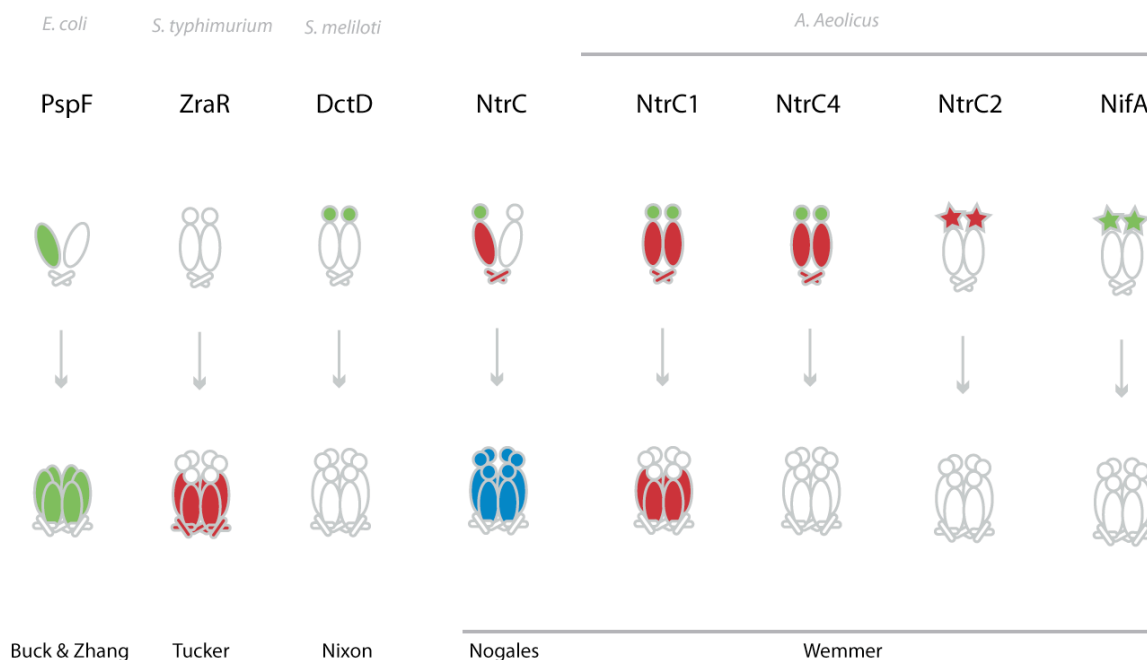 E. coli S. typhimurium S. meliloti A. Aeolicus
PspF ZraR DctD NtrC NtrC1 NtrC4 NtrC2 NifA
Buck & Zhang Tucker Nixon Nogales Wemmer